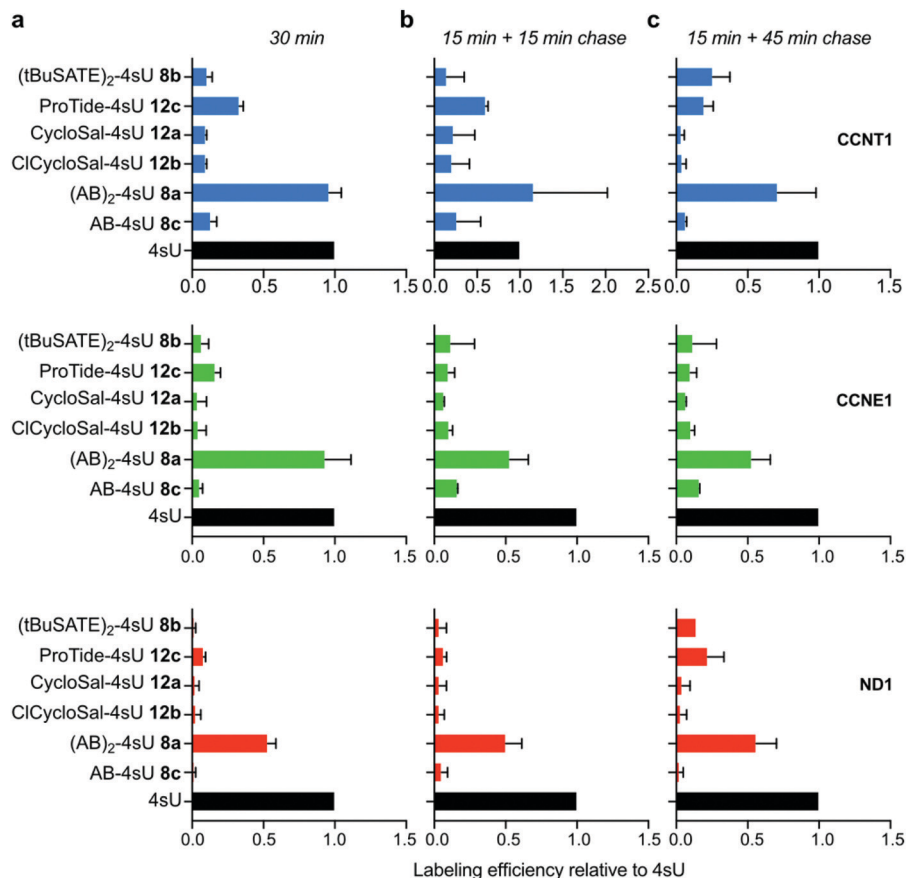 a b c
30 min 15 min + 15 min chase 15 min + 45 min chase
(tBuSATE)2-4sU 8b
ProTide-4sU 12c
CycloSal-4sU 12a
CCNT1
ClCycloSal-4sU 12b
(AB)2-4sU 8a
AB-4sU 8c
4sU
0.0 0.5 1.0 1.5 0.0 0.5 1.0 1.5 2.0 2.5 0.0 0.5 1.0 1.5
(tBuSATE)2-4sU 8b
ProTide-4sU 12c
CycloSal-4sU 12a
CCNE1
ClCycloSal-4sU 12b
(AB)2-4sU 8a
AB-4sU 8c
4sU
0.0 0.5 1.0 1.5 0.0 0.5 1.0 1.5 0.0 0.5 1.0 1.5
(tBuSATE)2-4sU 8b
ProTide-4sU 12c
CycloSal-4sU 12a
ND1
ClCycloSal-4sU 12b
(AB)2-4sU 8a
AB-4sU 8c
4sU
0.0 0.5 1.0 1.5 0.0 0.5 1.0 1.5 0.0 0.5 1.0 1.5
Labeling efficiency relative to 4sU